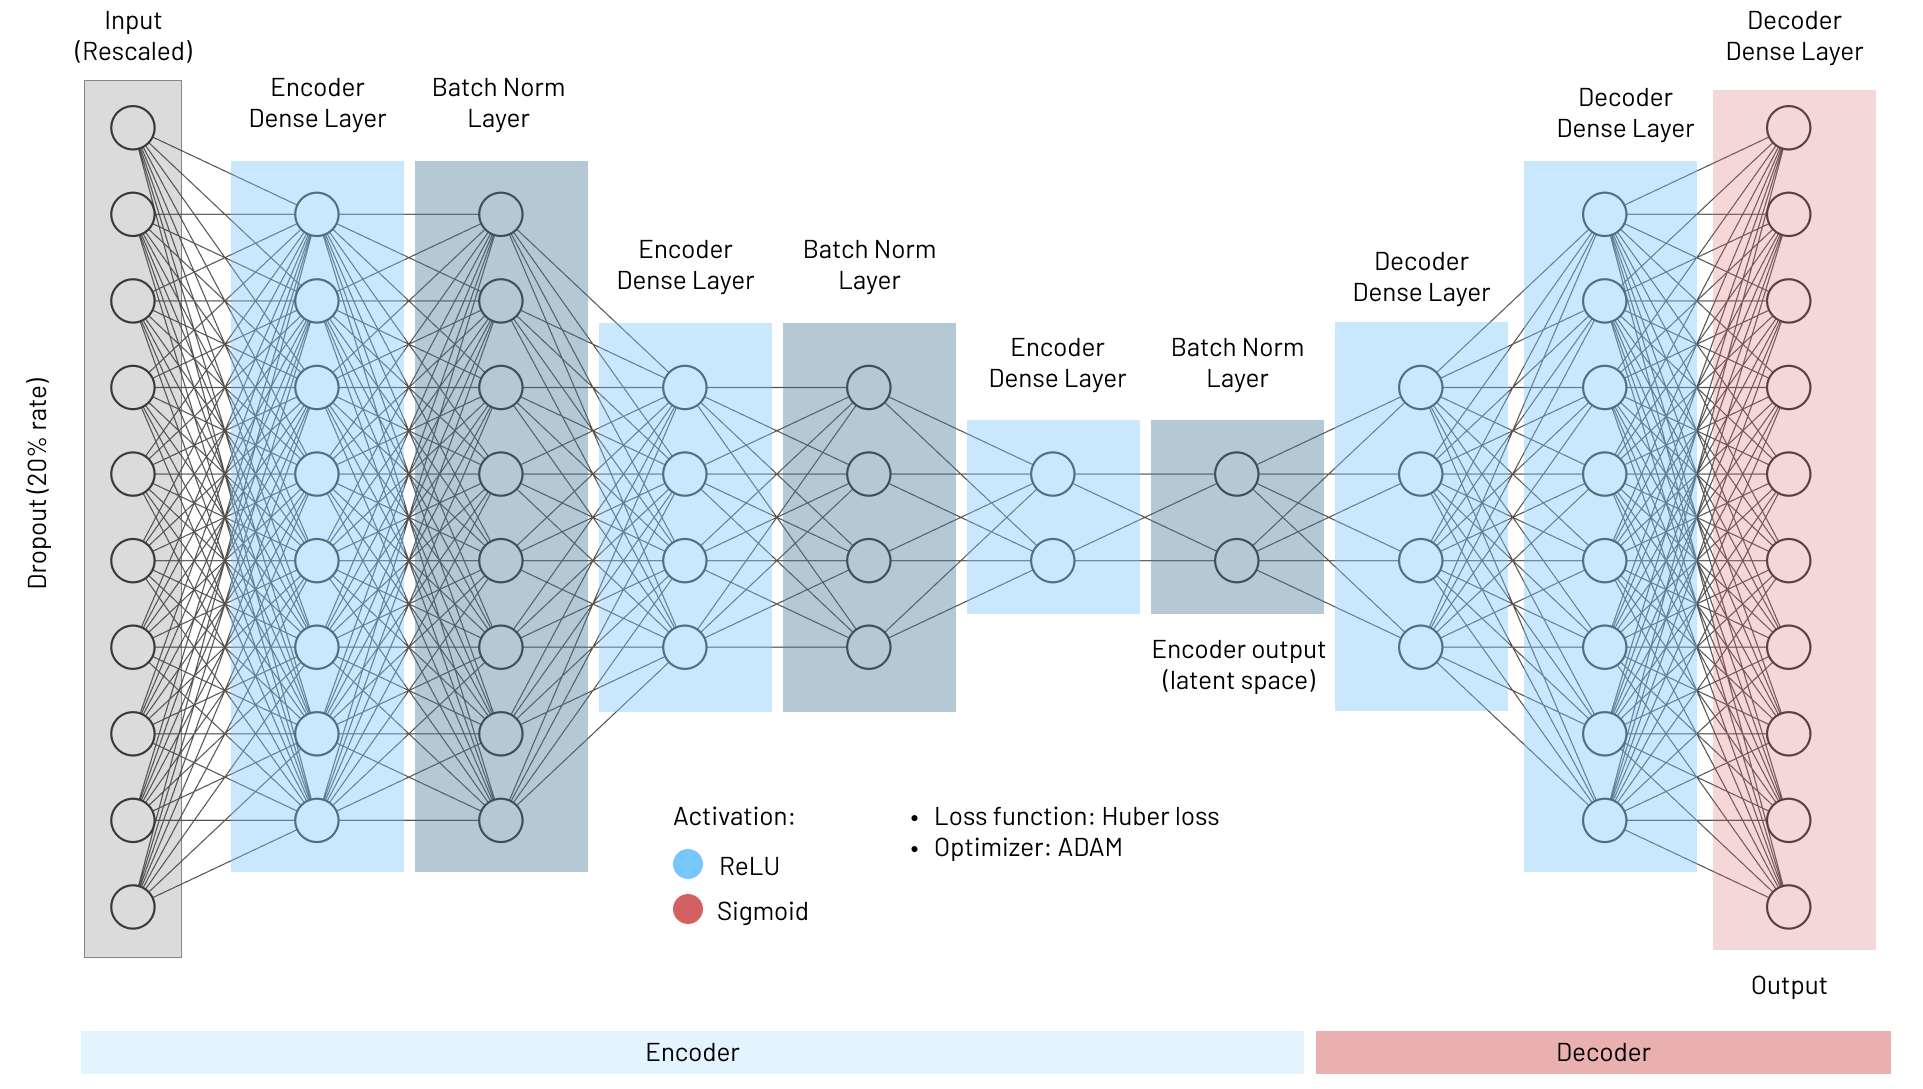 Input
(Rescaled)
Decoder
Dense Layer
Encoder
Dense Layer
Batch Norm
Layer
Decoder
Dense Layer
Encoder
Dense Layer
Batch Norm
Layer
Decoder
Dense Layer
Encoder
Dense Layer
Batch Norm
Layer
Dropout (20% rate)
Encoder output
(latent space)
Activation:
ReLU
Sigmoid
• Loss function: Huber loss
• Optimizer: ADAM
Output
Encoder
Decoder